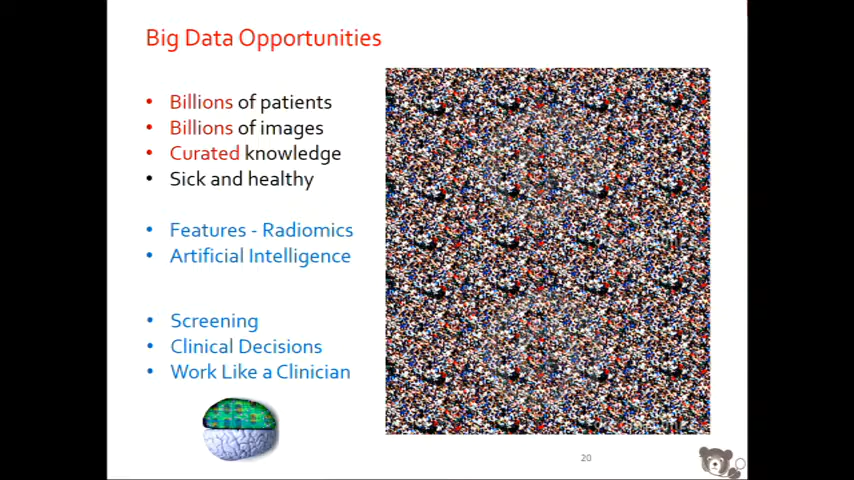 Big Data Opportunities
• Billions of patients
• Billions of images
• Curated knowledge
• Sick and healthy
• Features - Radiomics
• Artificial Intelligence
• Screening
• Clinical Decisions
• Work Like a Clinician
20